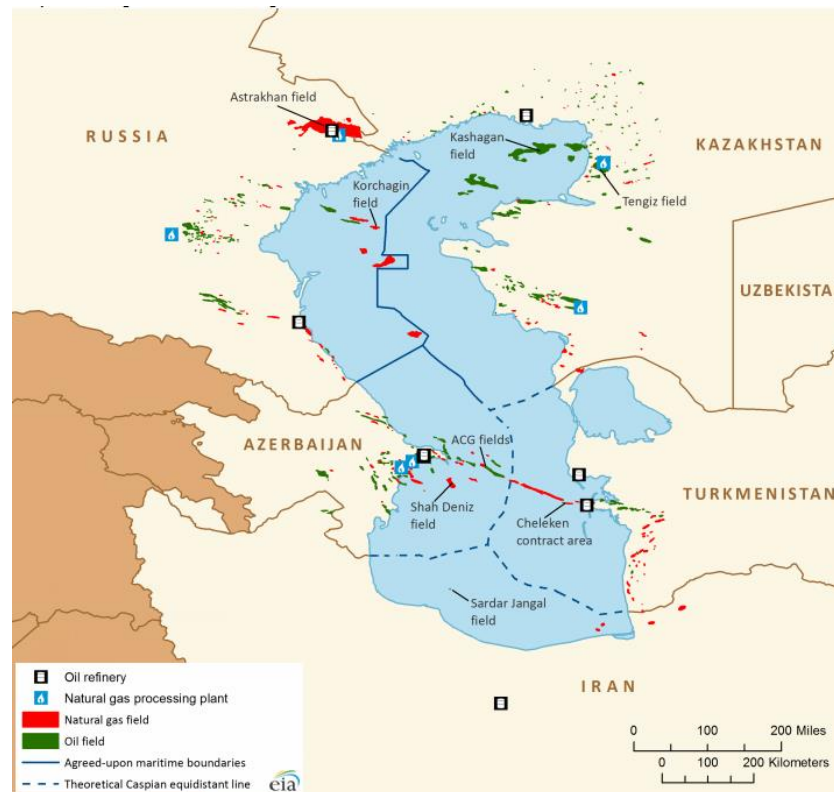 Astrakhan field
RUSSIA
Kashagan
field
KAZAKHSTAN
Korchagin
field
Tengiz field
UZBEKISTA
AZERBAIJAN
ACG fields
TURKMENISTAN
Shah Deniz
field
Cheleken
contract area
Sardar Jangal
field
IRAN
Oil refinery
Natural gas processing plant
Natural gas field
Oil field
Agreed-upon maritime boundaries
Theoretical Caspian equidistant line
eia
0 100 200 Miles
0 100 200 Kilometers